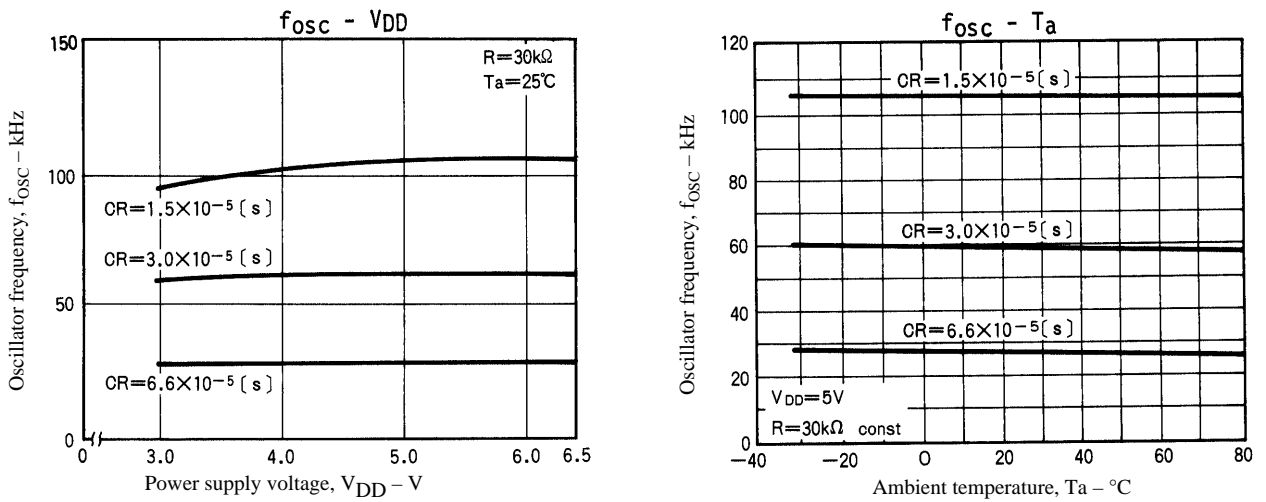 fOSC - VDD
150
R=30kΩ
Ta=25℃
100
CR=1.5×10-5(s)
CR=3.0×10-5(s)
50
CR=6.6×10-5(s)
0
0 3.0 4.0 5.0 6.0 6.5
Oscillator frequency, fOSC – kHz
Power supply voltage, VDD – V
fOSC - Ta
120
CR=1.5×10-5(s)
100
80
CR=3.0×10-5(s)
60
40
CR=6.6×10-5(s)
20
VDD=5V
R=30kΩ const
0
−40 −20 0 20 40 60 80
Oscillator frequency, fOSC – kHz
Ambient temperature, Ta – °C